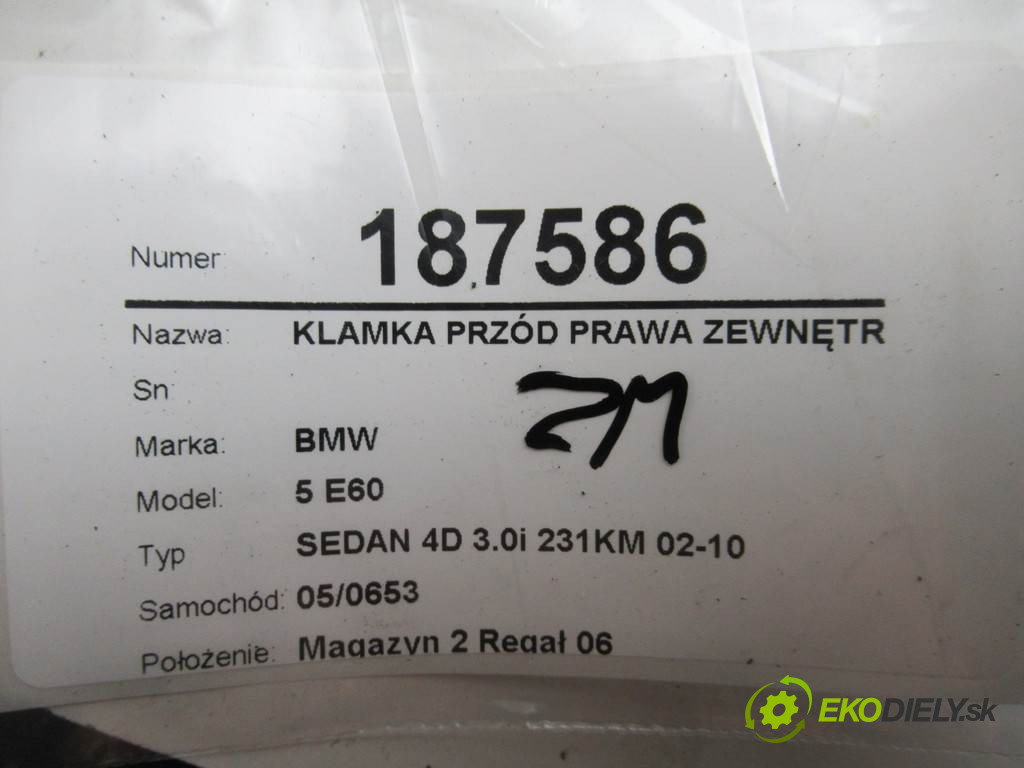 Numer: 187586
Nazwa: KLAMKA PRZÓD PRAWA ZEWNĘTR
Sn
ZM
Marka: BMW
Model: 5 E60
Typ SEDAN 4D 3.0i 231KM 02-10
Samochód: 05/0653
Położenie: Magazyn 2 Regał 06
EKODIELY.sk